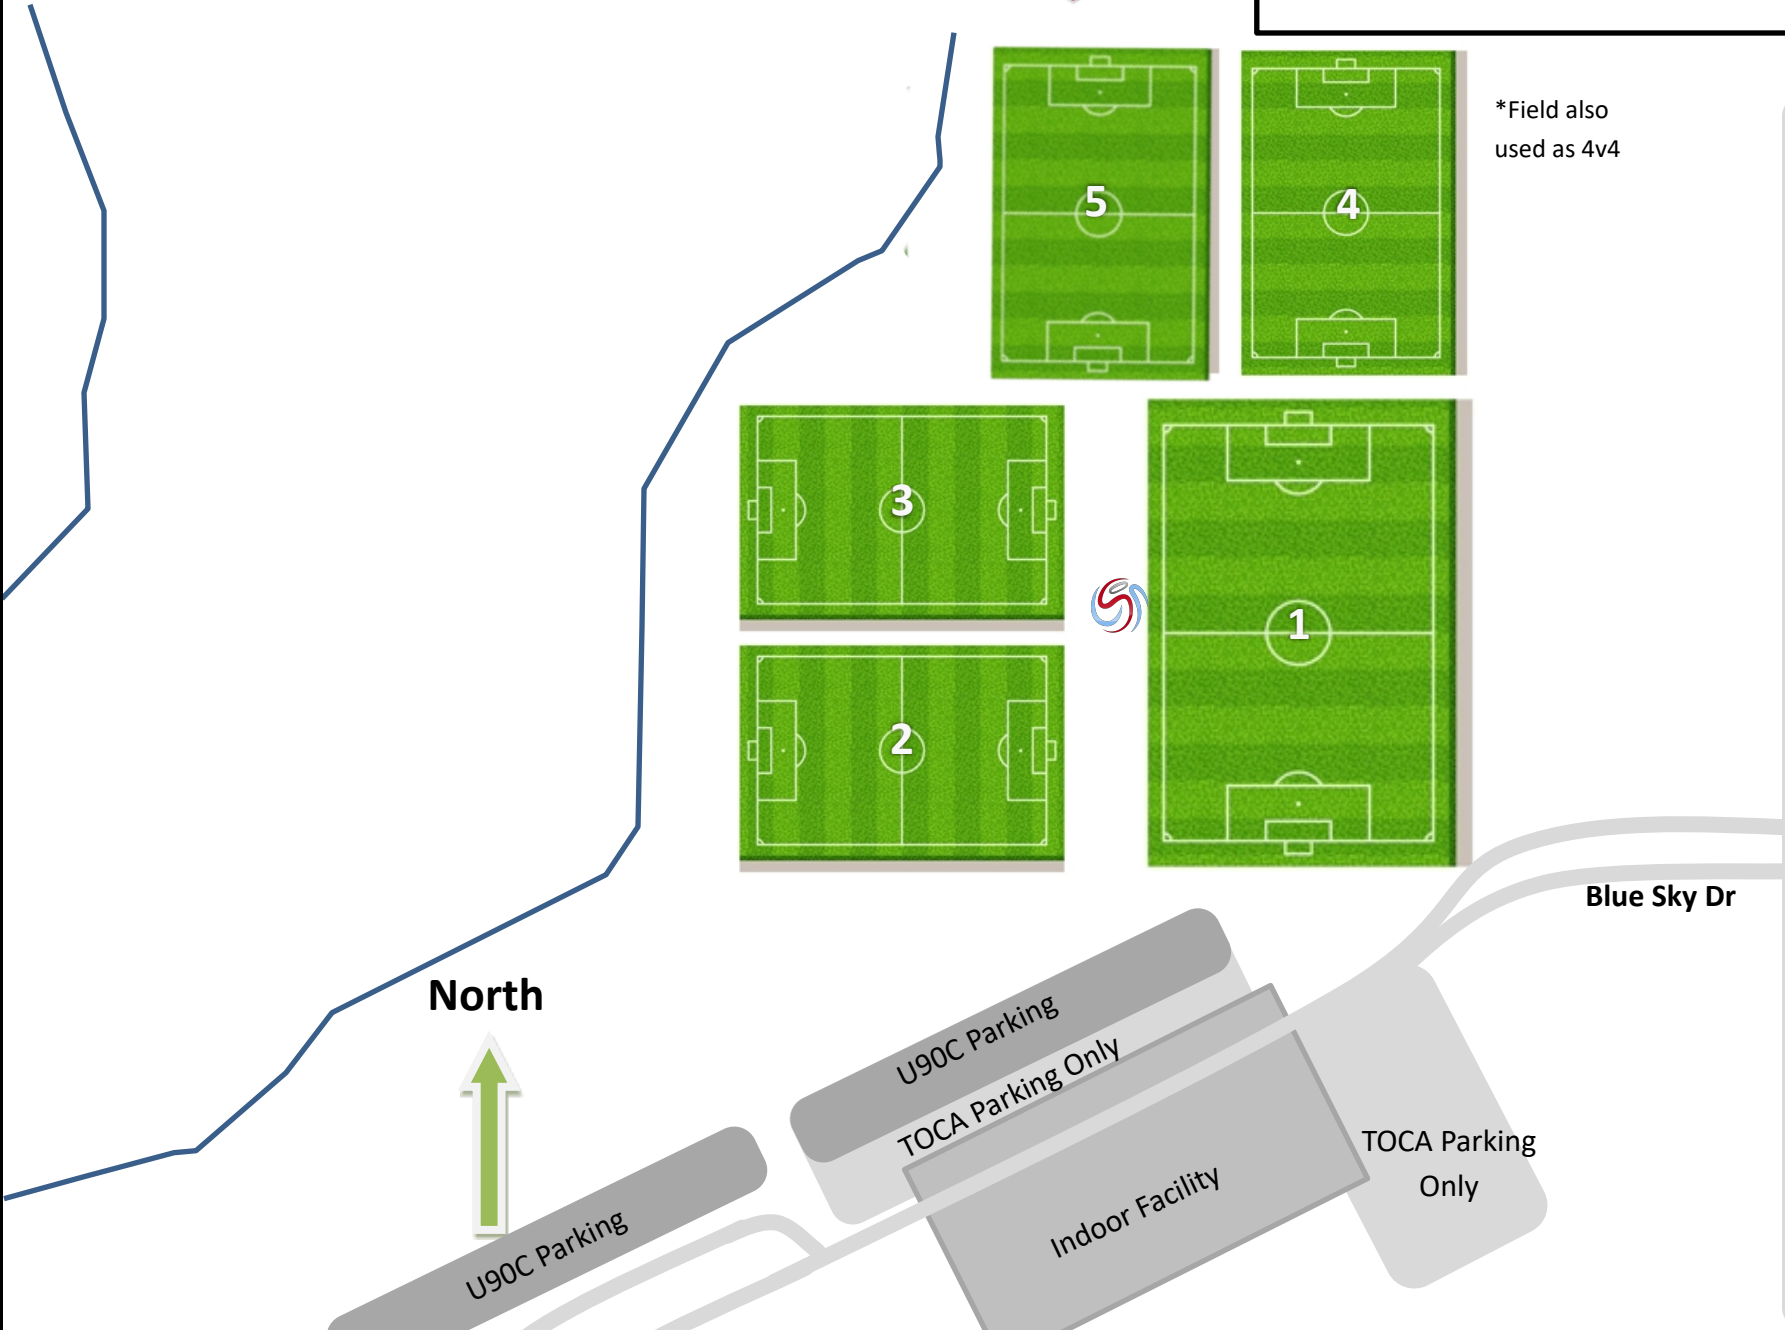 *Field also
used as 4v4
5
4
3
1
2
Blue Sky Dr
North
U90C Parking
TOCA Parking Only
TOCA Parking
Only
Indoor Facility
U90C Parking